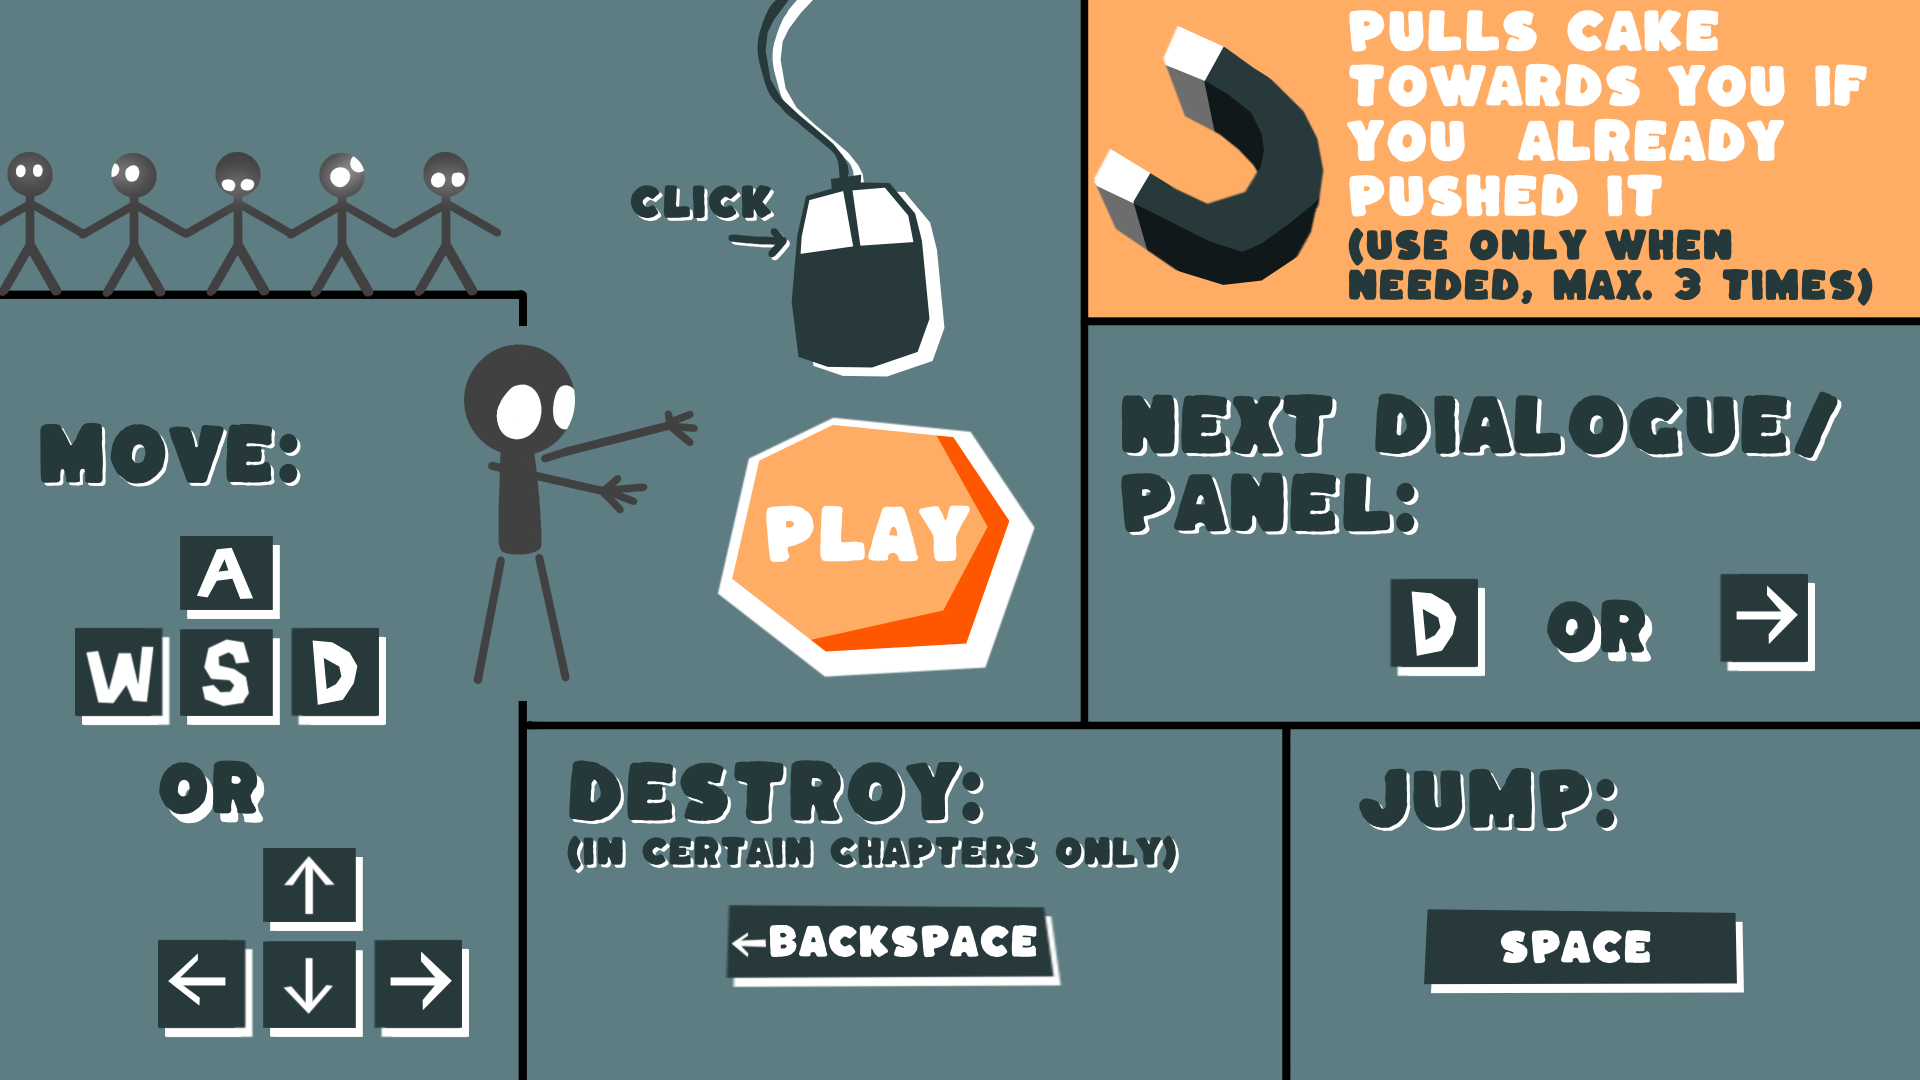 CLICK
PLAY
MOVE:
A
W S D
OR
↑
← ↓ →
PULLS CAKE
TOWARDS YOU IF
YOU ALREADY
PUSHED IT
(USE ONLY WHEN
NEEDED, MAX. 3 TIMES)
NEXT DIALOGUE/
PANEL:
D OR →
DESTROY:
(IN CERTAIN CHAPTERS ONLY)
←BACKSPACE
JUMP:
SPACE